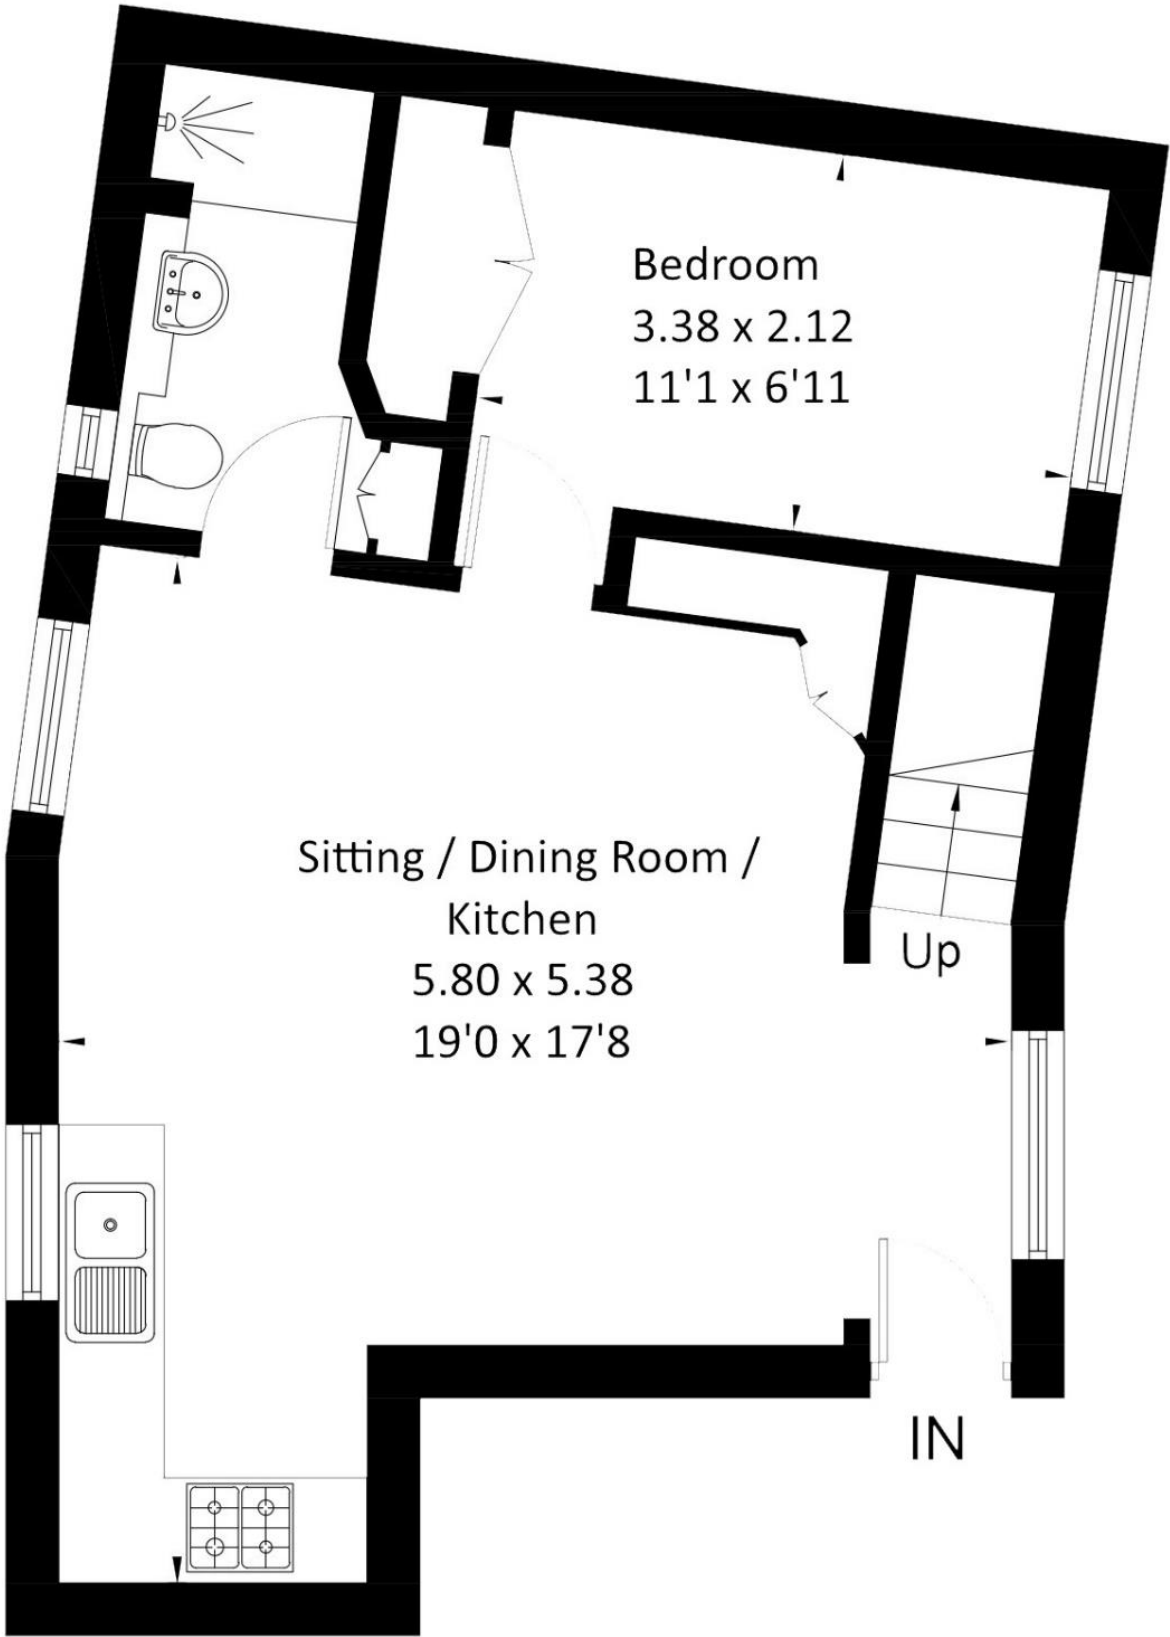 Bedroom
3.38 x 2.12
11'1 x 6'11
Sitting / Dining Room /
Kitchen
5.80 x 5.38
19'0 x 17'8
Up
IN